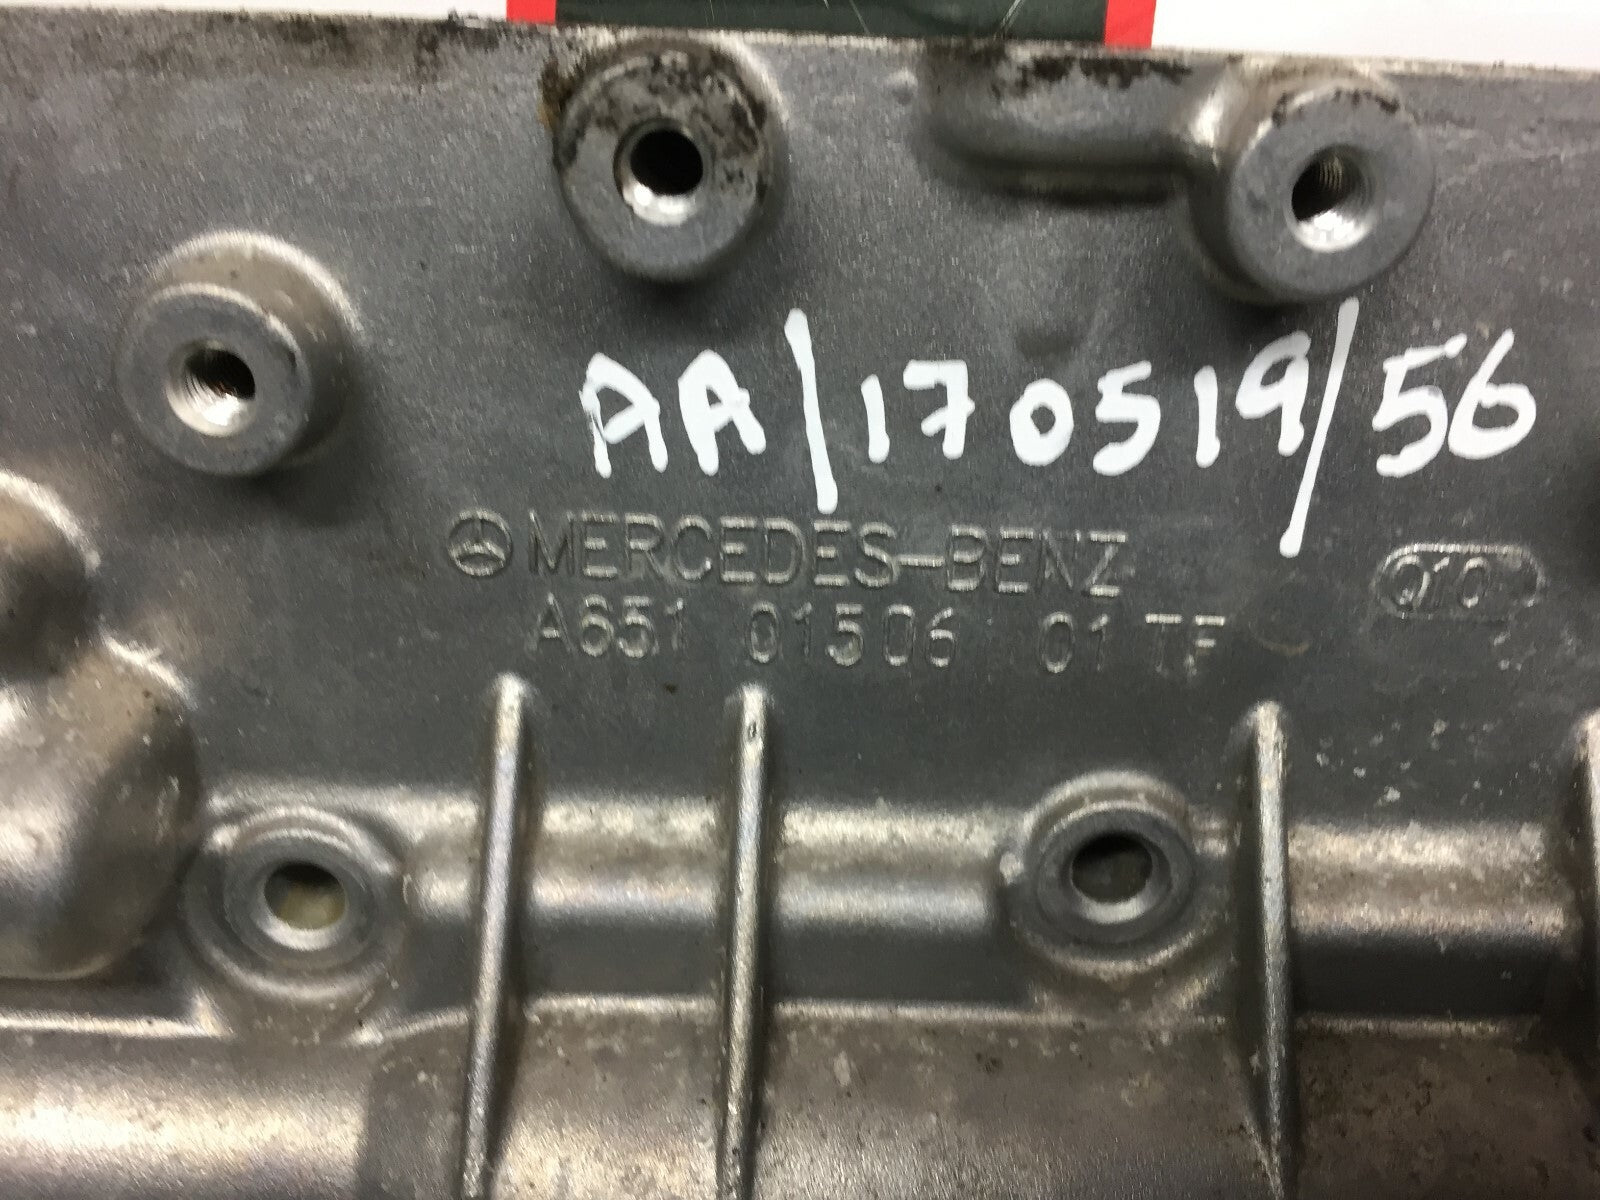 AA/170519/56
MERCEDES-BENZ
Q10
A651 01506 01 TF